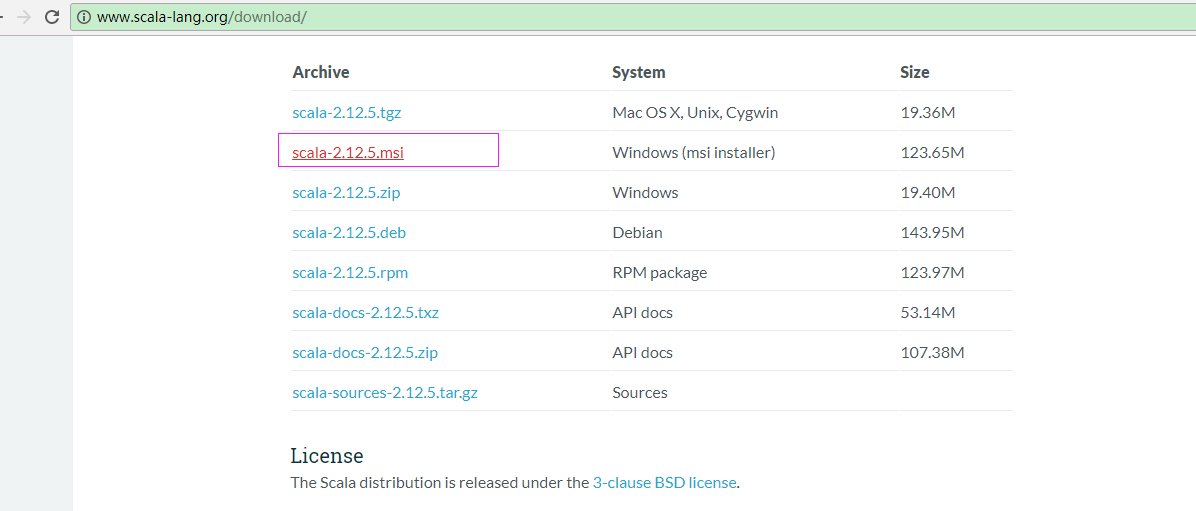 www.scala-lang.org/download/
Archive System Size
scala-2.12.5.tgz Mac OS X, Unix, Cygwin 19.36M
scala-2.12.5.msi Windows (msi installer) 123.65M
scala-2.12.5.zip Windows 19.40M
scala-2.12.5.deb Debian 143.95M
scala-2.12.5.rpm RPM package 123.97M
scala-docs-2.12.5.txz API docs 53.14M
scala-docs-2.12.5.zip API docs 107.38M
scala-sources-2.12.5.tar.gz Sources
License
The Scala distribution is released under the 3-clause BSD license.